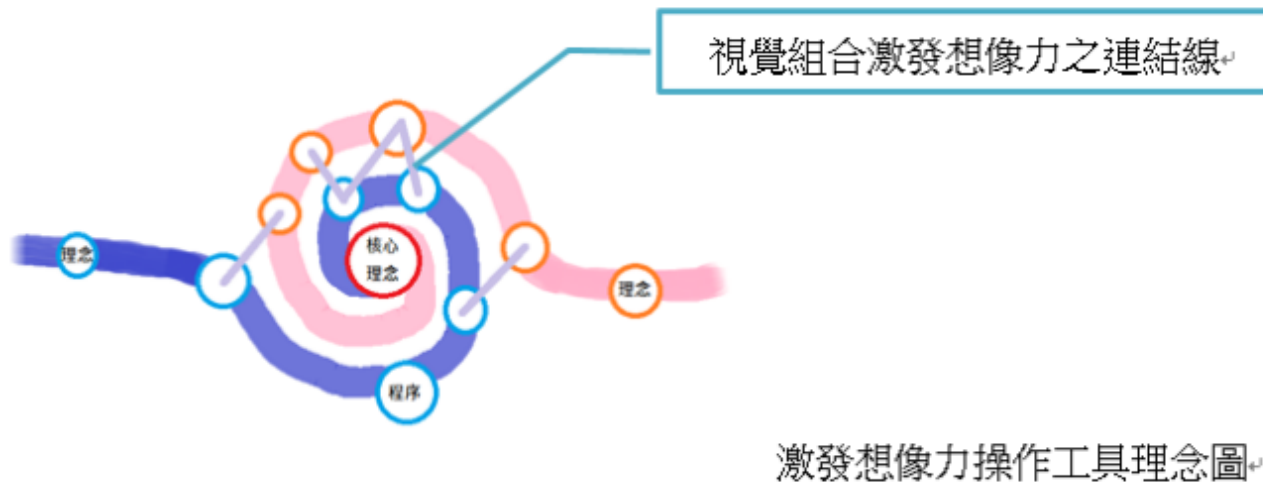 視覺組合激發想像力之連結線
核心
理念
理念
理念
程序
激發想像力操作工具理念圖